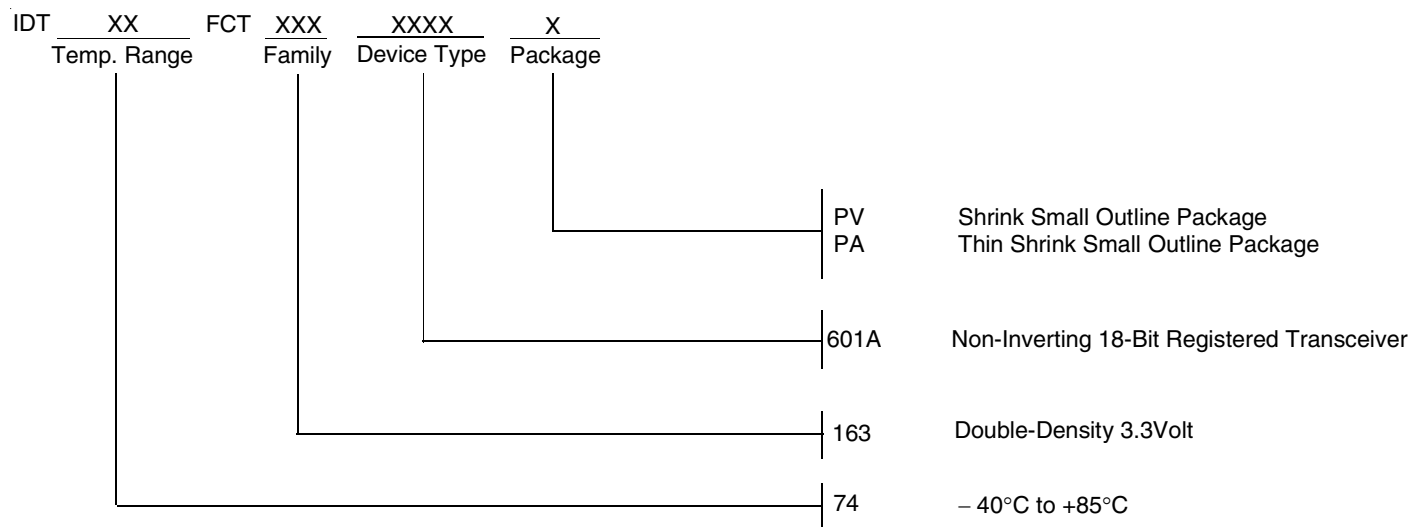 IDT XX FCT XXX XXXX X
Temp. Range Family Device Type Package
PV Shrink Small Outline Package
PA Thin Shrink Small Outline Package
601A Non-Inverting 18-Bit Registered Transceiver
163 Double-Density 3.3Volt
74 – 40°C to +85°C